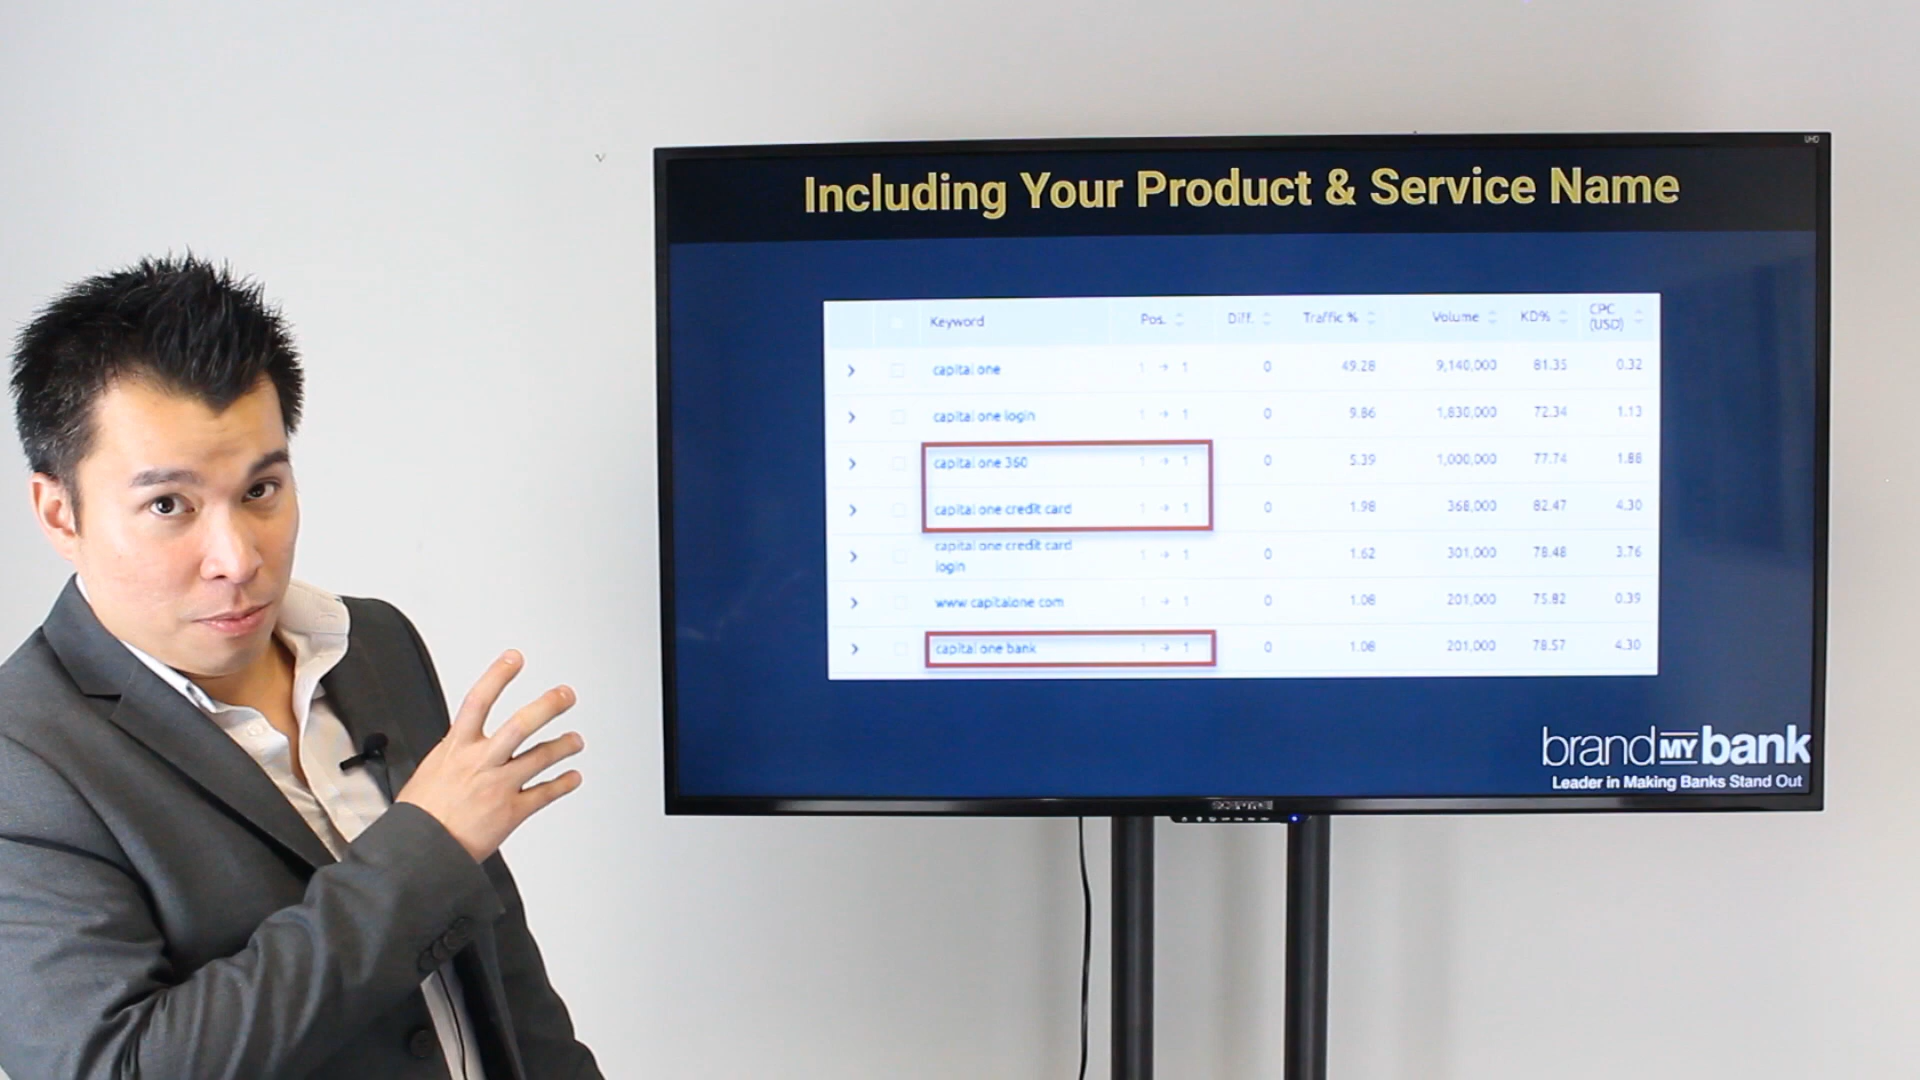 UHD
Including Your Product & Service Name
Keyword Pos. Diff. Traffic % Volume KD% CPC (USD)
capital one 1 → 1 0 49.28 9,140,000 81.35 0.32
capital one login 1 → 1 0 9.86 1,830,000 72.34 1.13
capital one 360 1 → 1 0 5.39 1,000,000 77.74 1.88
capital one credit card 1 → 1 0 1.98 368,000 82.47 4.30
capital one credit card login 1 → 1 0 1.62 301,000 78.48 3.76
www capitalone com 1 → 1 0 1.08 201,000 75.82 0.39
capital one bank 1 → 1 0 1.08 201,000 78.57 4.30
brand MY bank
Leader in Making Banks Stand Out
SCEPTRE